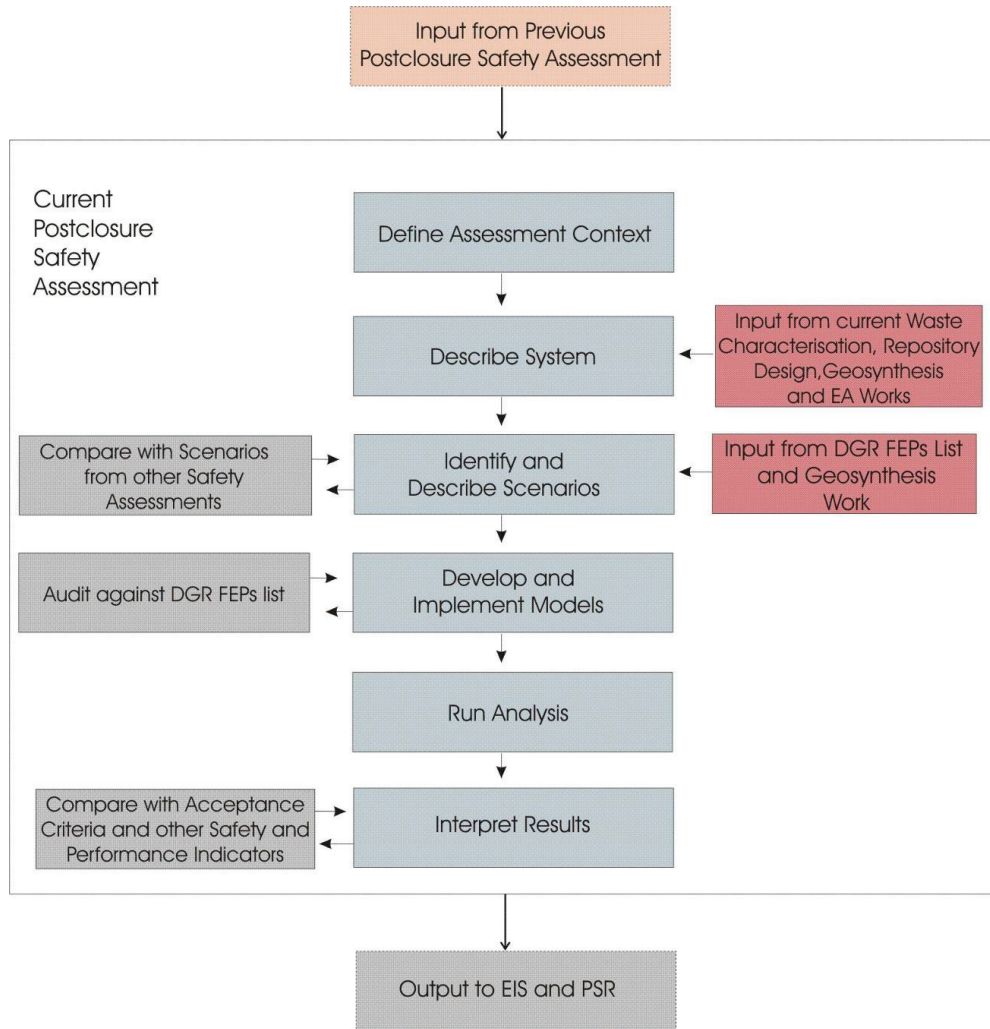 Input from Previous
Postclosure Safety Assessment
Current
Postclosure
Safety
Assessment
Define Assessment Context
Describe System
Input from current Waste
Characterisation, Repository
Design,Geosynthesis
and EA Works
Compare with Scenarios
from other Safety
Assessments
Identify and
Describe Scenarios
Input from DGR FEPs List
and Geosynthesis
Work
Audit against DGR FEPs list
Develop and
Implement Models
Run Analysis
Compare with Acceptance
Criteria and other Safety and
Performance Indicators
Interpret Results
Output to EIS and PSR